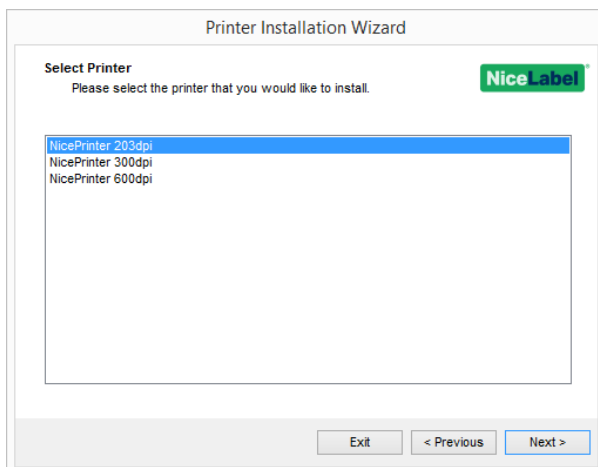 Printer Installation Wizard
Select Printer
Please select the printer that you would like to install.
NiceLabel
NicePrinter 203dpi
NicePrinter 300dpi
NicePrinter 600dpi
Exit
< Previous
Next >